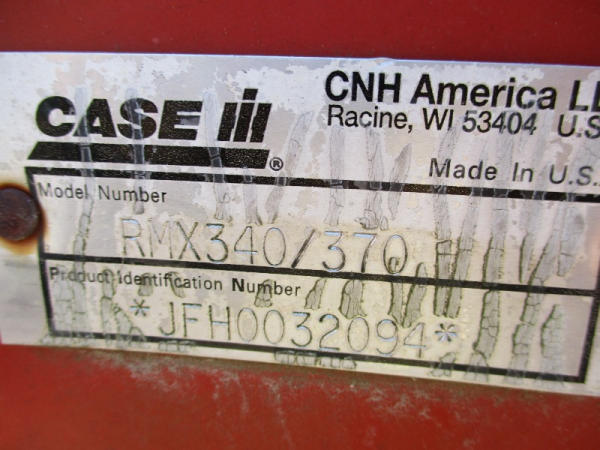 CASE IH®
CNH America LL
Racine, WI 53404 U.S
Made In U.S.
Model Number
RMX340/370
Product Identification Number
*JFH0032094*